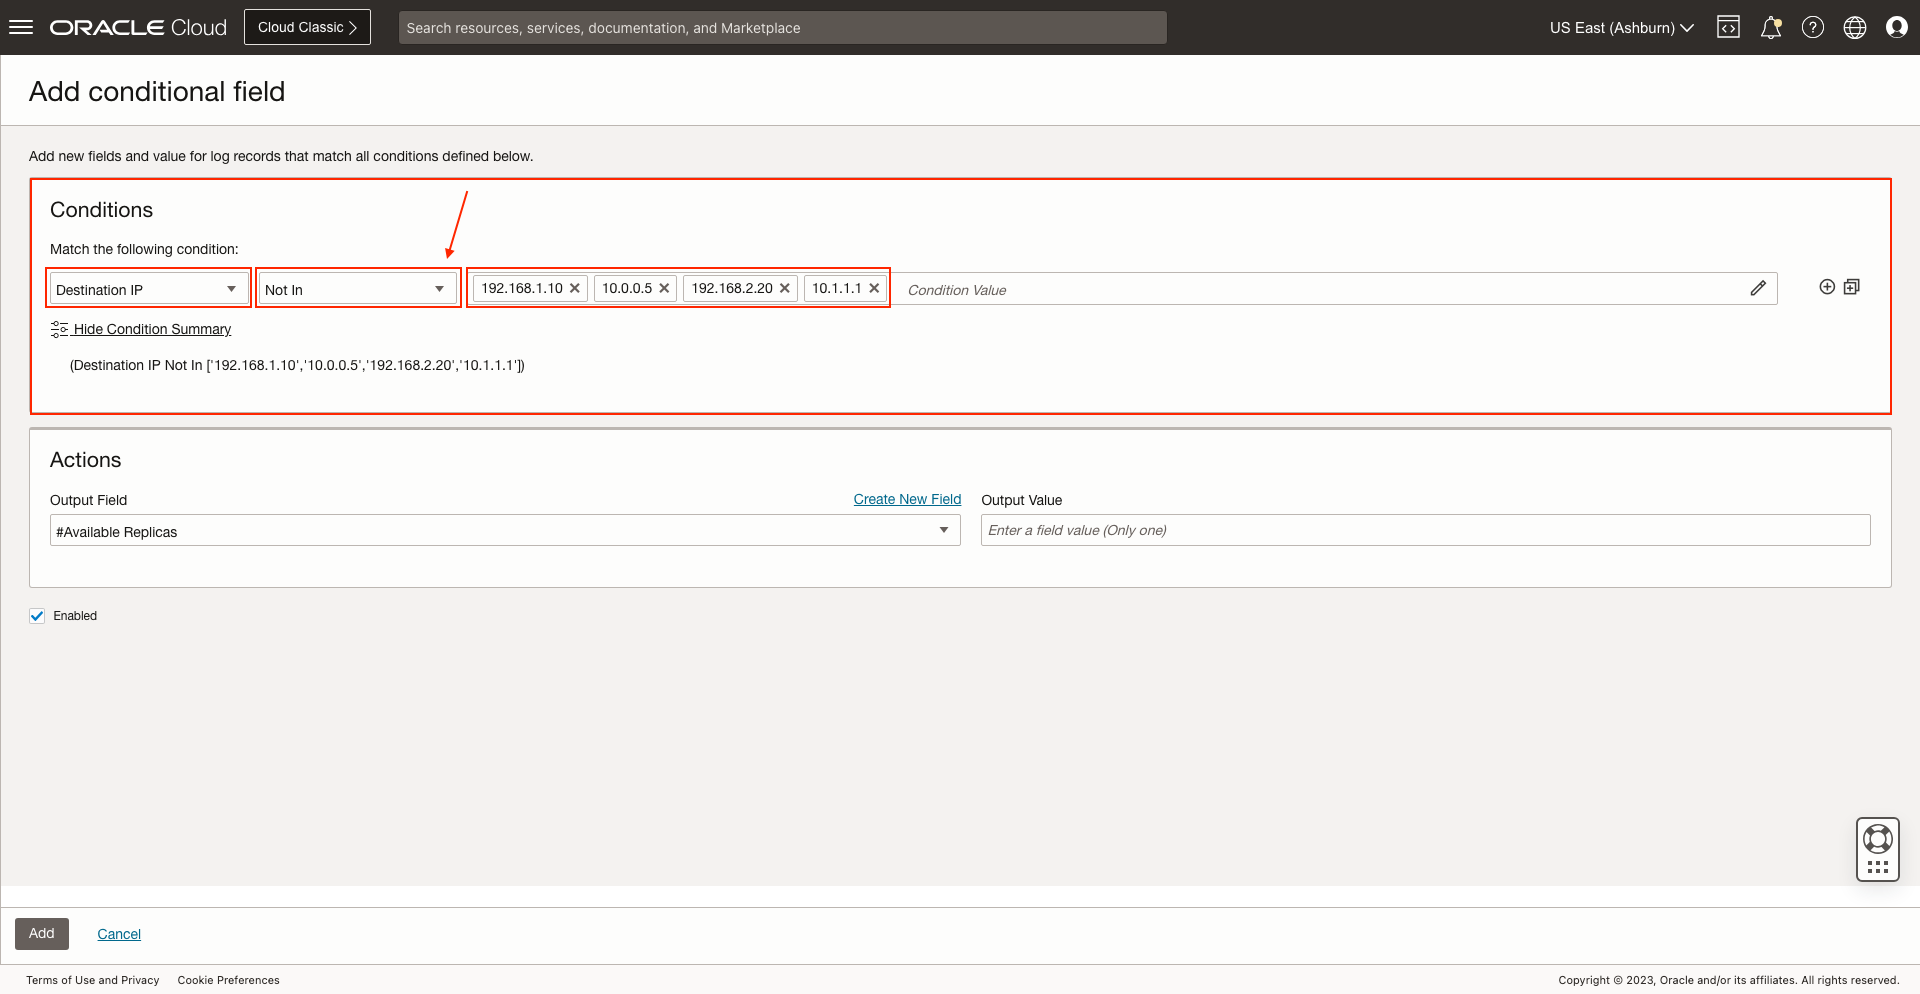 ORACLE Cloud
Cloud Classic
Search resources, services, documentation, and Marketplace
US East (Ashburn)
Add conditional field
Add new fields and value for log records that match all conditions defined below.
Conditions
Match the following condition:
Destination IP
Not In
192.168.1.10
10.0.0.5
192.168.2.20
10.1.1.1
Condition Value
Hide Condition Summary
(Destination IP Not In ['192.168.1.10','10.0.0.5','192.168.2.20','10.1.1.1'])
Actions
Output Field
Create New Field
Output Value
#Available Replicas
Enter a field value (Only one)
Enabled
Add
Cancel
Terms of Use and Privacy
Cookie Preferences
Copyright © 2023, Oracle and/or its affiliates. All rights reserved.